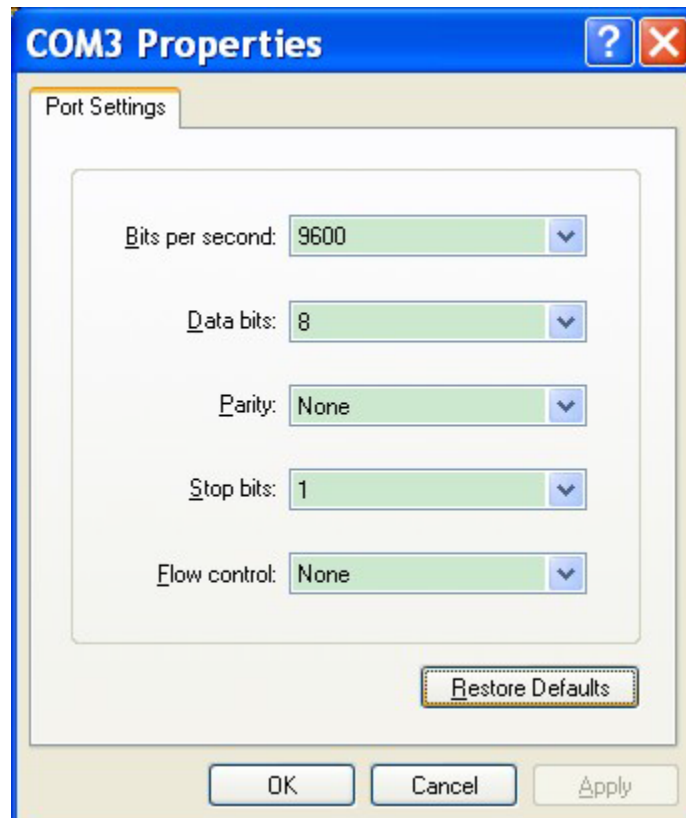 COM3 Properties
Port Settings
Bits per second: 9600
Data bits: 8
Parity: None
Stop bits: 1
Flow control: None
Restore Defaults
OK Cancel Apply